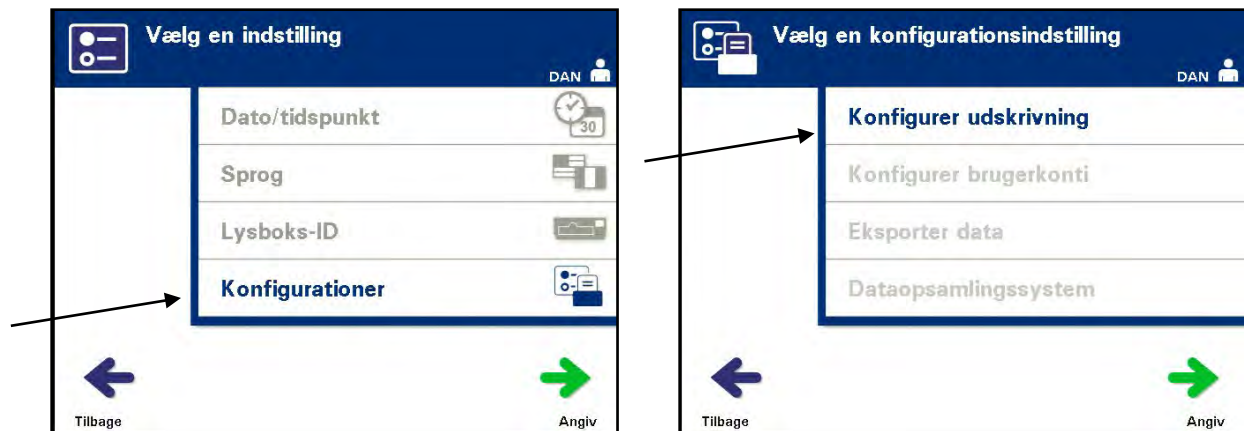 Vælg en indstilling
DAN
Dato/tidspunkt
30
Sprog
Lysboks-ID
Konfigurationer
Tilbage
Angiv
Vælg en konfigurationsindstilling
DAN
Konfigurer udskrivning
Konfigurer brugerkonti
Eksporter data
Dataopsamlingssystem
Tilbage
Angiv